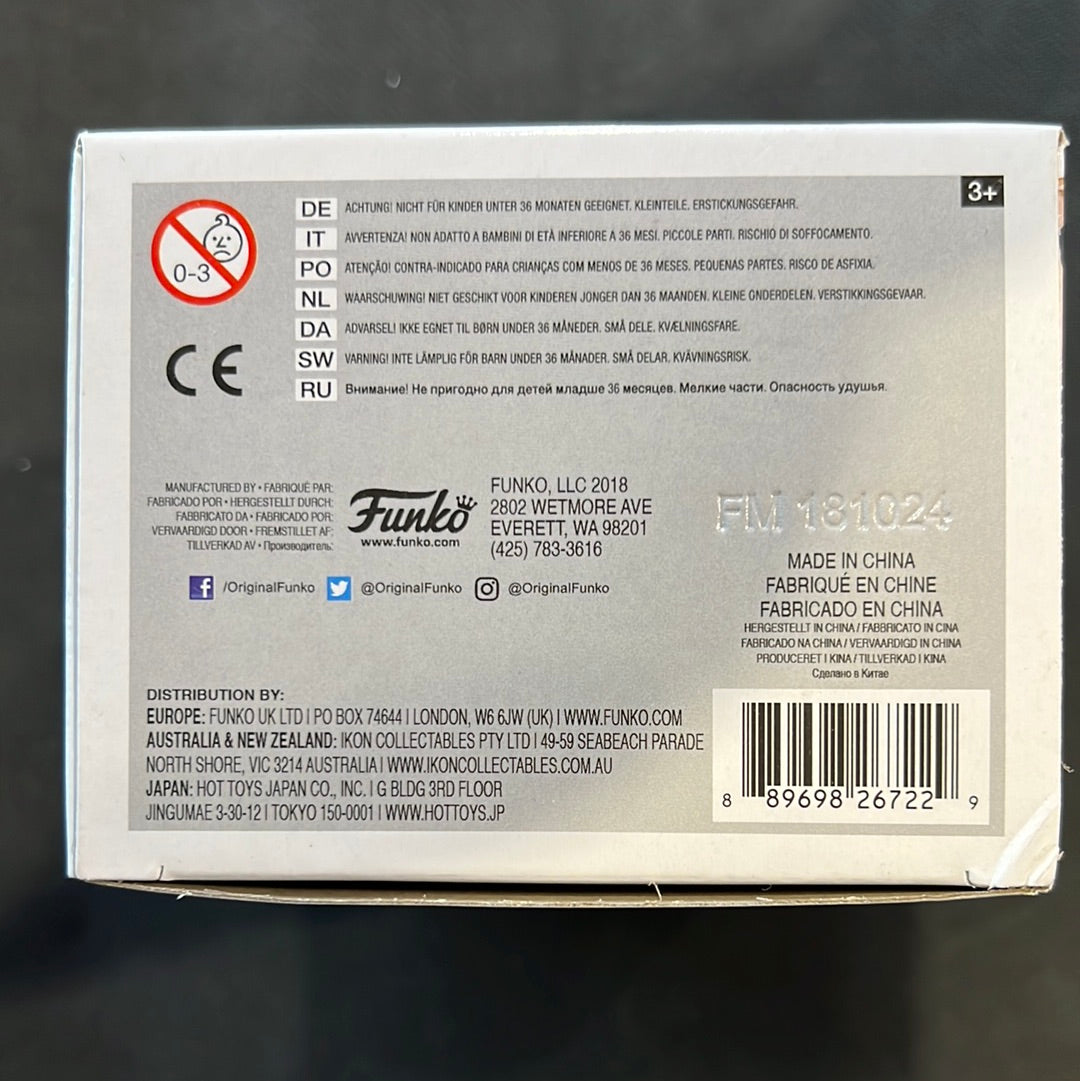 3+
0-3
DE ACHTUNG! NICHT FÜR KINDER UNTER 36 MONATEN GEEIGNET. KLEINTEILE. ERSTICKUNGSGEFAHR.
IT AVVERTENZA! NON ADATTO A BAMBINI DI ETÀ INFERIORE A 36 MESI. PICCOLE PARTI. RISCHIO DI SOFFOCAMENTO.
PO ATENÇÃO! CONTRA-INDICADO PARA CRIANÇAS COM MENOS DE 36 MESES. PEQUENAS PARTES. RISCO DE ASFIXIA.
NL WAARSCHUWING! NIET GESCHIKT VOOR KINDEREN JONGER DAN 36 MAANDEN. KLEINE ONDERDELEN. VERSTIKKINGSGEVAAR.
DA ADVARSEL! IKKE EGNET TIL BØRN UNDER 36 MÅNEDER. SMÅ DELE. KVÆLNINGSFARE.
SW VARNING! INTE LÄMPLIG FÖR BARN UNDER 36 MÅNADER. SMÅ DELAR. KVÄVNINGSRISK.
RU Внимание! Не пригодно для детей младше 36 месяцев. Мелкие части. Опасность удушья.
CE
MANUFACTURED BY • FABRIQUÉ PAR:
FABRICADO POR • HERGESTELLT DURCH:
FABBRICATO DA • FABRICADO POR:
VERVAARDIGD DOOR • FREMSTILLET AF:
TILLVERKAD AV • Производитель:
Funko
www.funko.com
FUNKO, LLC 2018
2802 WETMORE AVE
EVERETT, WA 98201
(425) 783-3616
f /OriginalFunko @OriginalFunko @OriginalFunko
FM 181024
MADE IN CHINA
FABRIQUÉ EN CHINE
FABRICADO EN CHINA
HERGESTELLT IN CHINA / FABBRICATO IN CINA
FABRICADO NA CHINA / VERVAARDIGD IN CHINA
PRODUCERET I KINA / TILLVERKAD I KINA
Сделано в Китае
DISTRIBUTION BY:
EUROPE: FUNKO UK LTD | PO BOX 74644 | LONDON, W6 6JW (UK) | WWW.FUNKO.COM
AUSTRALIA & NEW ZEALAND: IKON COLLECTABLES PTY LTD | 49-59 SEABEACH PARADE
NORTH SHORE, VIC 3214 AUSTRALIA | WWW.IKONCOLLECTABLES.COM.AU
JAPAN: HOT TOYS JAPAN CO., INC. | G BLDG 3RD FLOOR
JINGUMAE 3-30-12 | TOKYO 150-0001 | WWW.HOTTOYS.JP
8 89698 26722 9